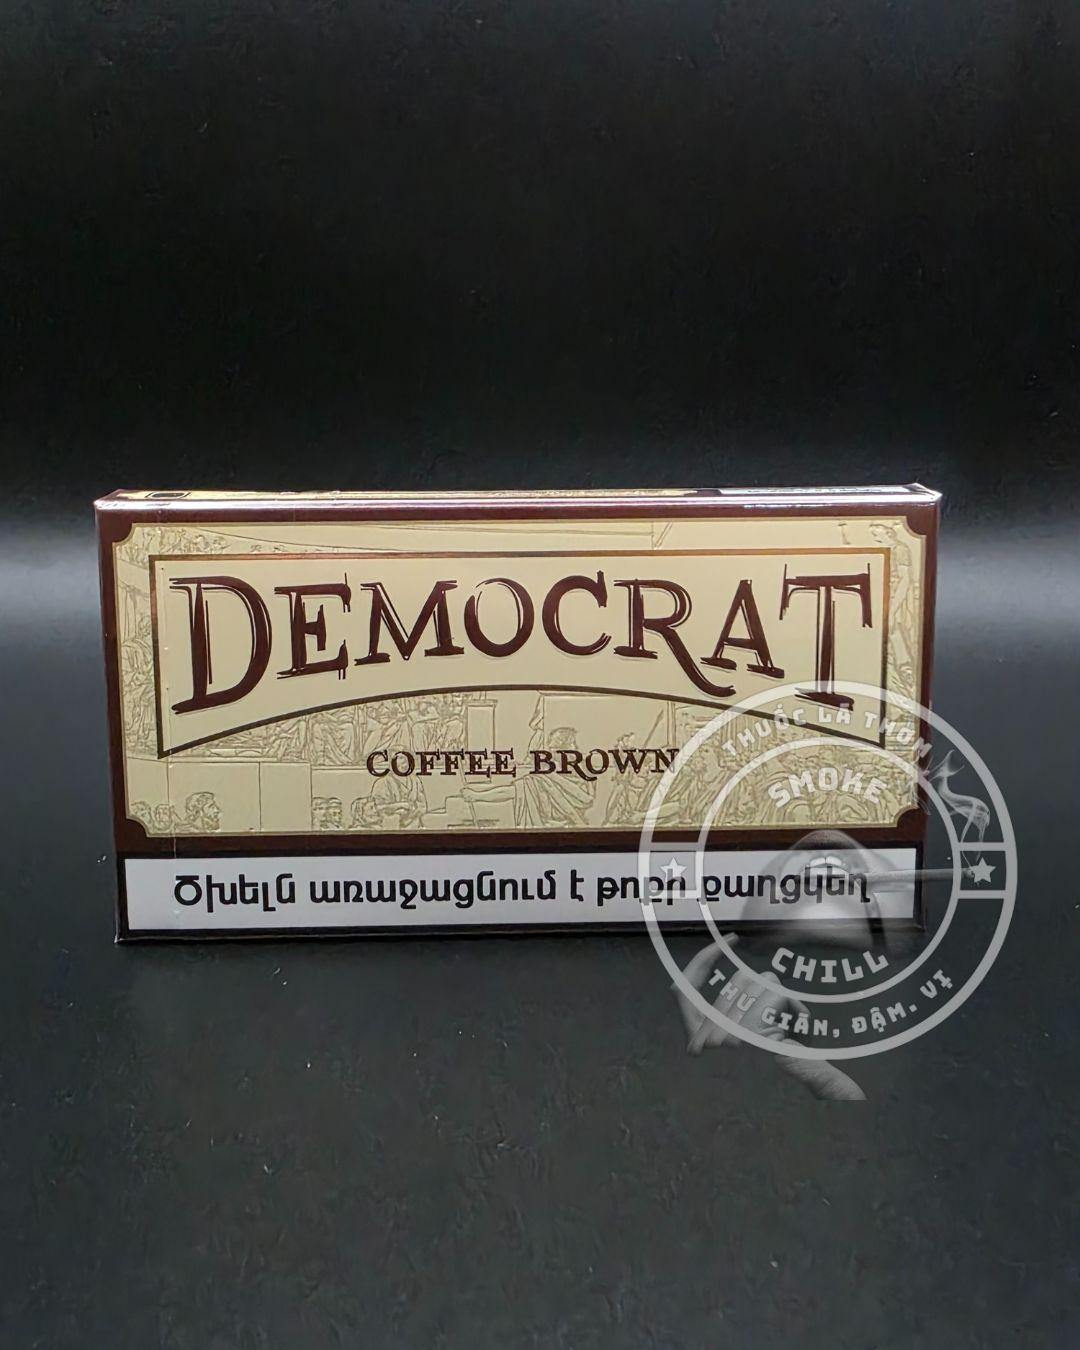 DEMOCRAT
COFFEE BROWN
Ծխելն առաջացնում է թոքի քաղցկեղ
THUỐC LÁ THƠM
SMOKE
CHILL
THƯ GIÃN, ĐẬM. VỊ